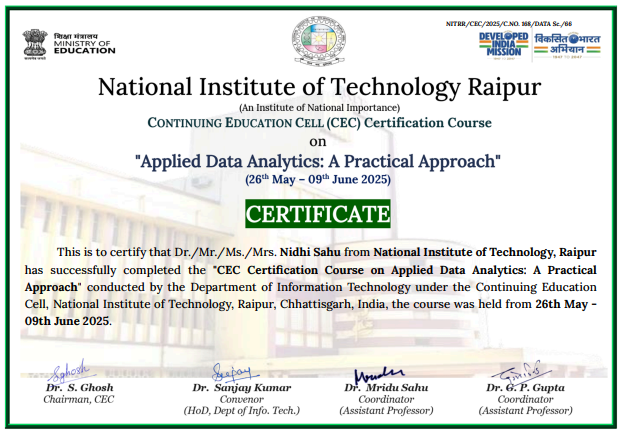 NITRR/CEC/2025/C.NO. 168/DATA Sc./66
शिक्षा मंत्रालय
MINISTRY OF
EDUCATION
DEVELOPED
INDIA
MISSION
विकसित भारत
अभियान
National Institute of Technology Raipur
(An Institute of National Importance)
CONTINUING EDUCATION CELL (CEC) Certification Course
on
"Applied Data Analytics: A Practical Approach"
(26th May – 09th June 2025)
CERTIFICATE
This is to certify that Dr./Mr./Ms./Mrs. Nidhi Sahu from National Institute of Technology, Raipur
has successfully completed the "CEC Certification Course on Applied Data Analytics: A Practical
Approach" conducted by the Department of Information Technology under the Continuing Education
Cell, National Institute of Technology, Raipur, Chhattisgarh, India, the course was held from 26th May -
09th June 2025.
Dr. S. Ghosh
Chairman, CEC
Dr. Sanjay Kumar
Convenor
(HoD, Dept of Info. Tech.)
Dr. Mridu Sahu
Coordinator
(Assistant Professor)
Dr. G. P. Gupta
Coordinator
(Assistant Professor)